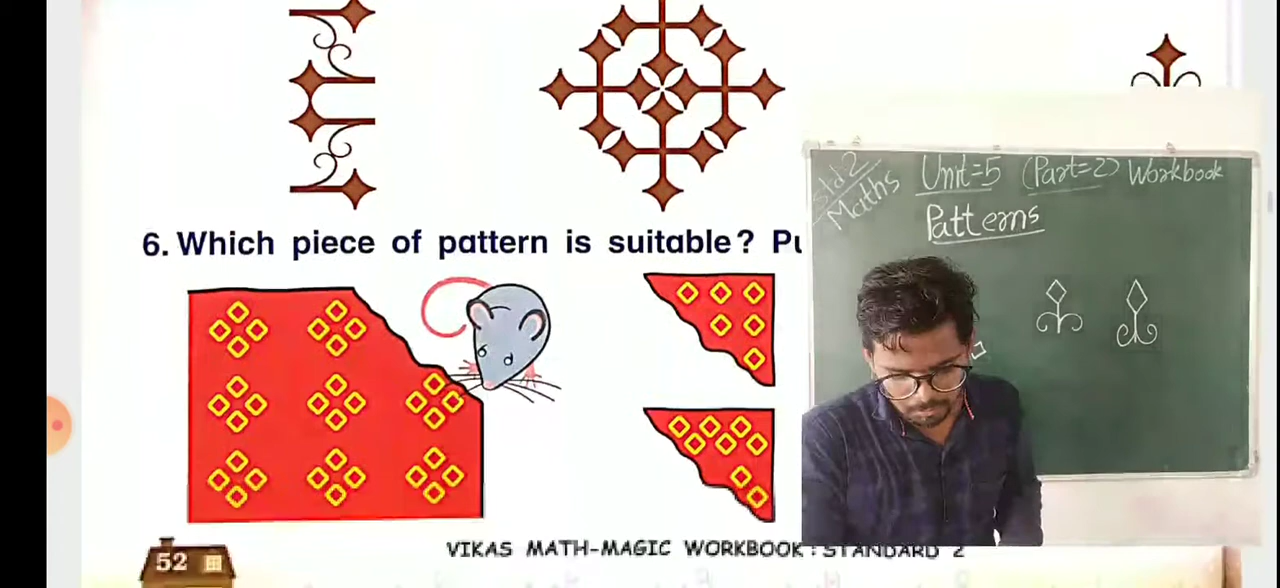 6. Which piece of pattern is suitable? Pu
Std 2
Maths
Unit=5 (Part=2) Workbook
Patterns
52
VIKAS MATH-MAGIC WORKBOOK : STANDARD 2